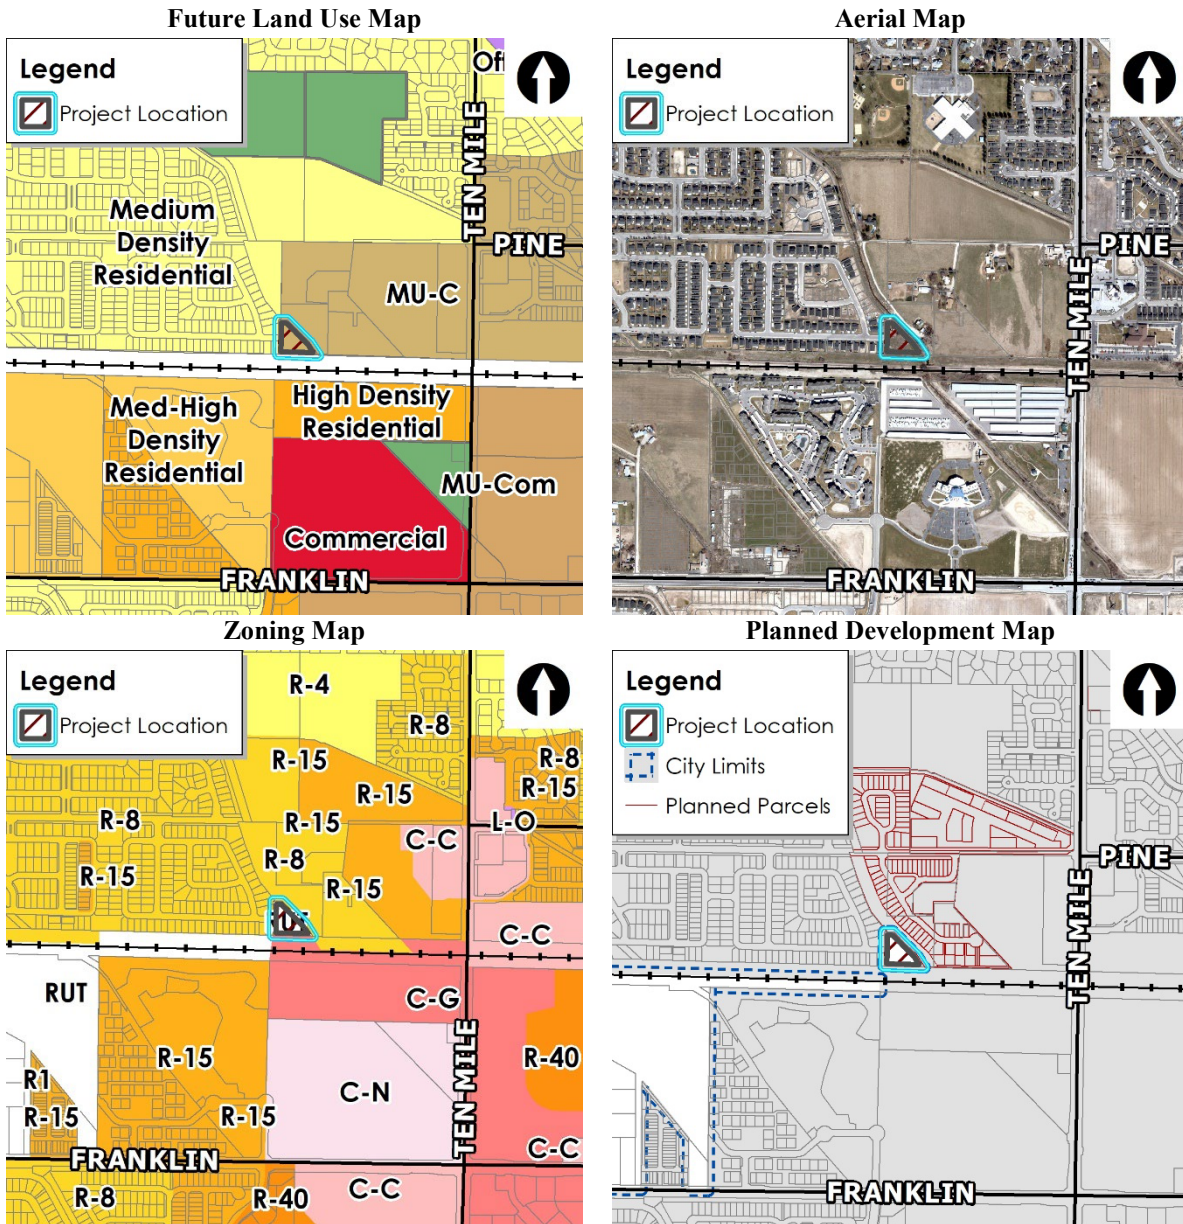 Future Land Use Map
Legend
Project Location
Off
TEN MILE
PINE
Medium
Density
Residential
MU-C
High Density
Residential
Med-High
Density
Residential
MU-Com
Commercial
FRANKLIN
Aerial Map
Legend
Project Location
PINE
TEN MILE
FRANKLIN
Zoning Map
Legend
Project Location
R-4
R-8
R-15
R-8
R-15
R-15
R-8
R-15
L-O
C-C
R-8
R-15
R-15
C-C
RUT
C-G
R-15
R-40
R1
R-15
C-N
R-15
TEN MILE
C-C
FRANKLIN
R-8
R-40
C-C
Planned Development Map
Legend
Project Location
City Limits
Planned Parcels
PINE
TEN MILE
FRANKLIN